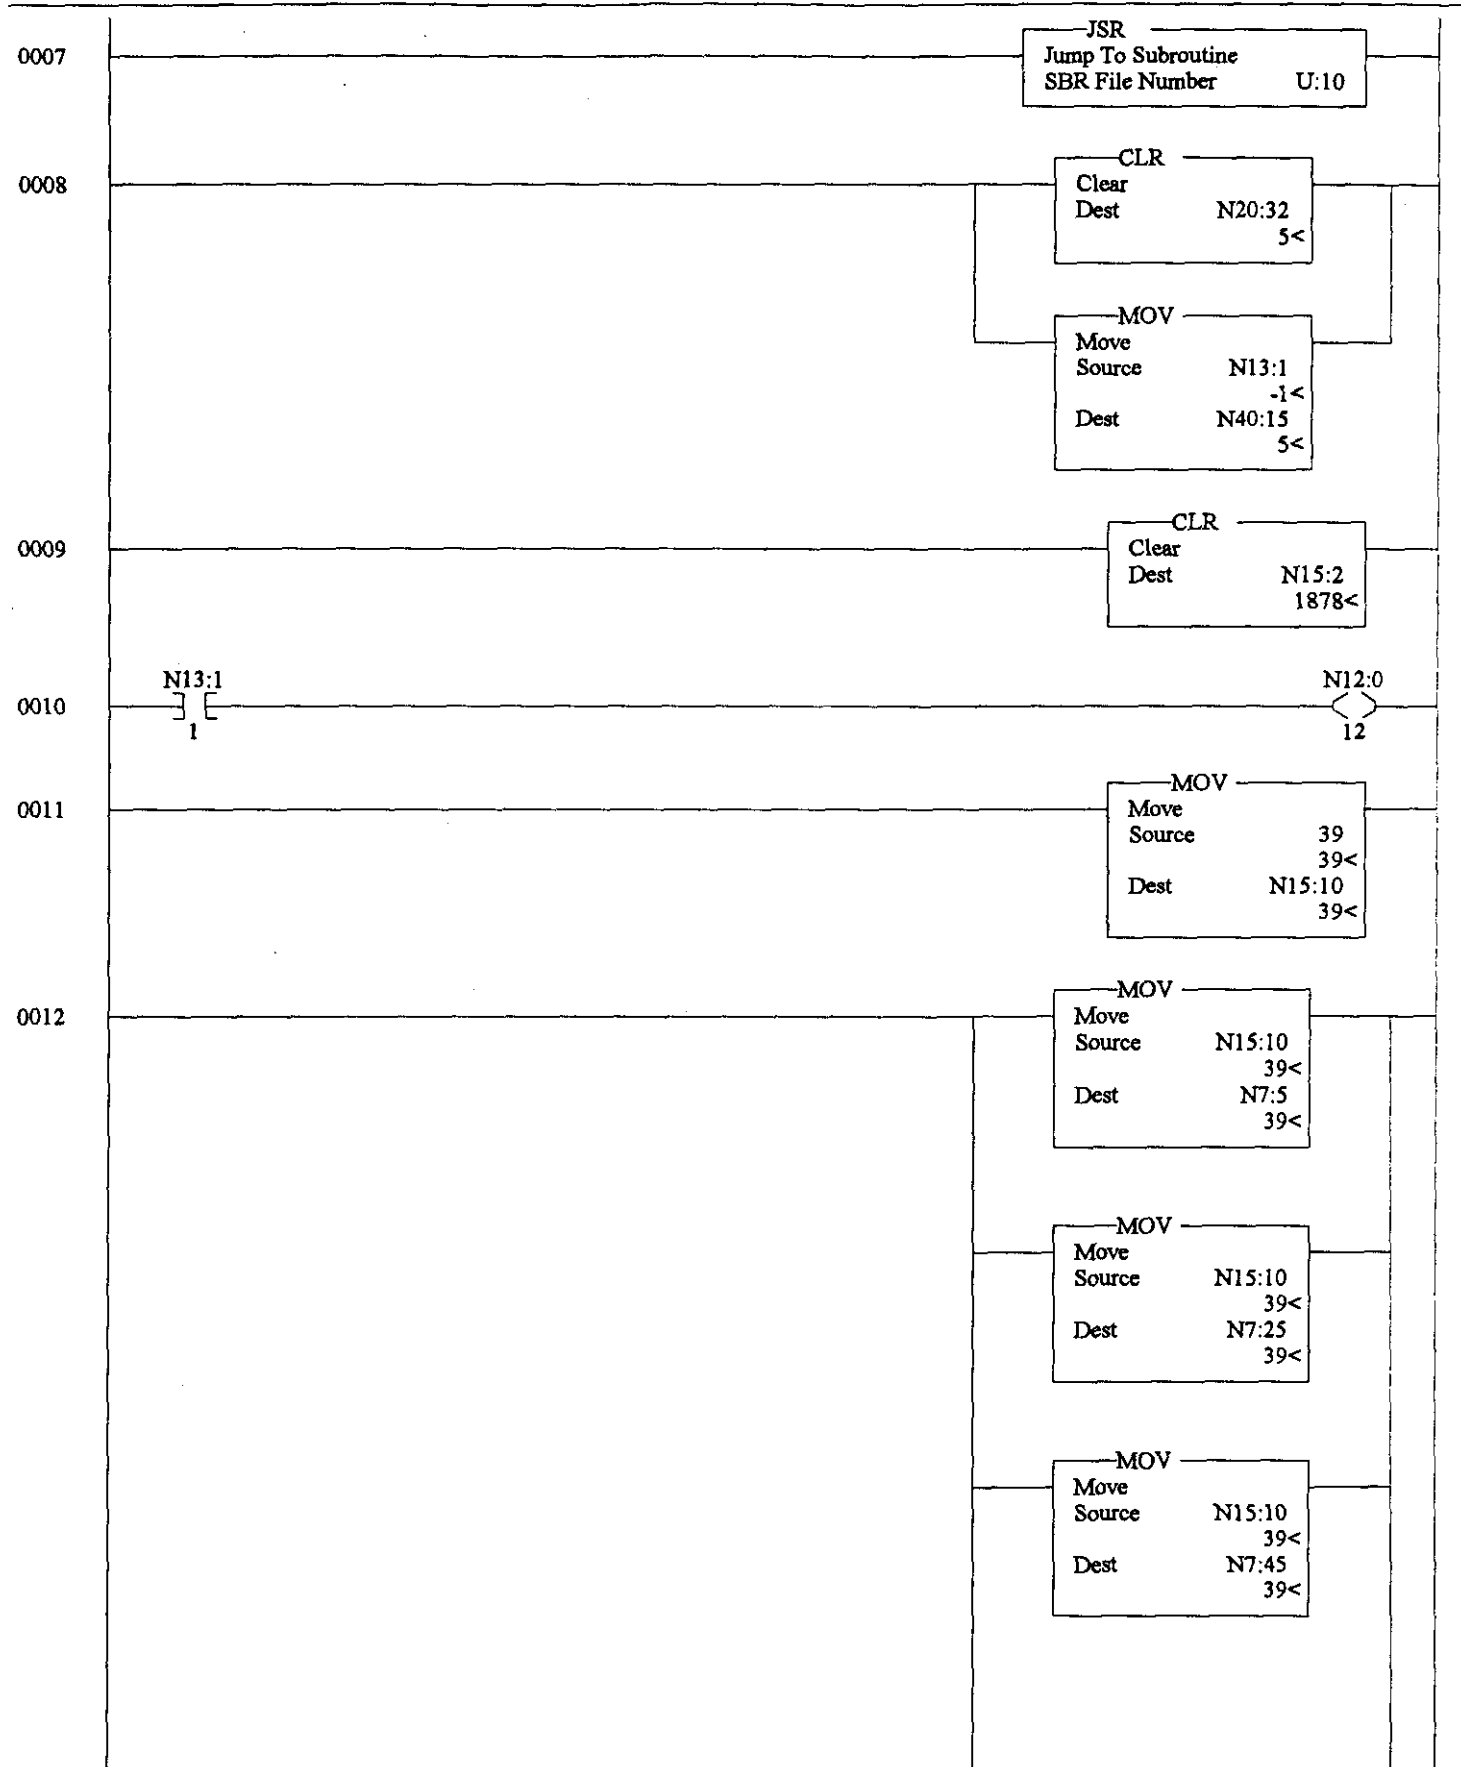 JSR
0007
Jump To Subroutine
SBR File Number U:10
CLR
0008
Clear
Dest N20:32
5<
MOV
Move
Source N13:1
-1<
Dest N40:15
5<
CLR
0009
Clear
Dest N15:2
1878<
N13:1 N12:0
0010
1 12
MOV
0011
Move
Source 39
39<
Dest N15:10
39<
MOV
0012
Move
Source N15:10
39<
Dest N7:5
39<
MOV
Move
Source N15:10
39<
Dest N7:25
39<
MOV
Move
Source N15:10
39<
Dest N7:45
39<